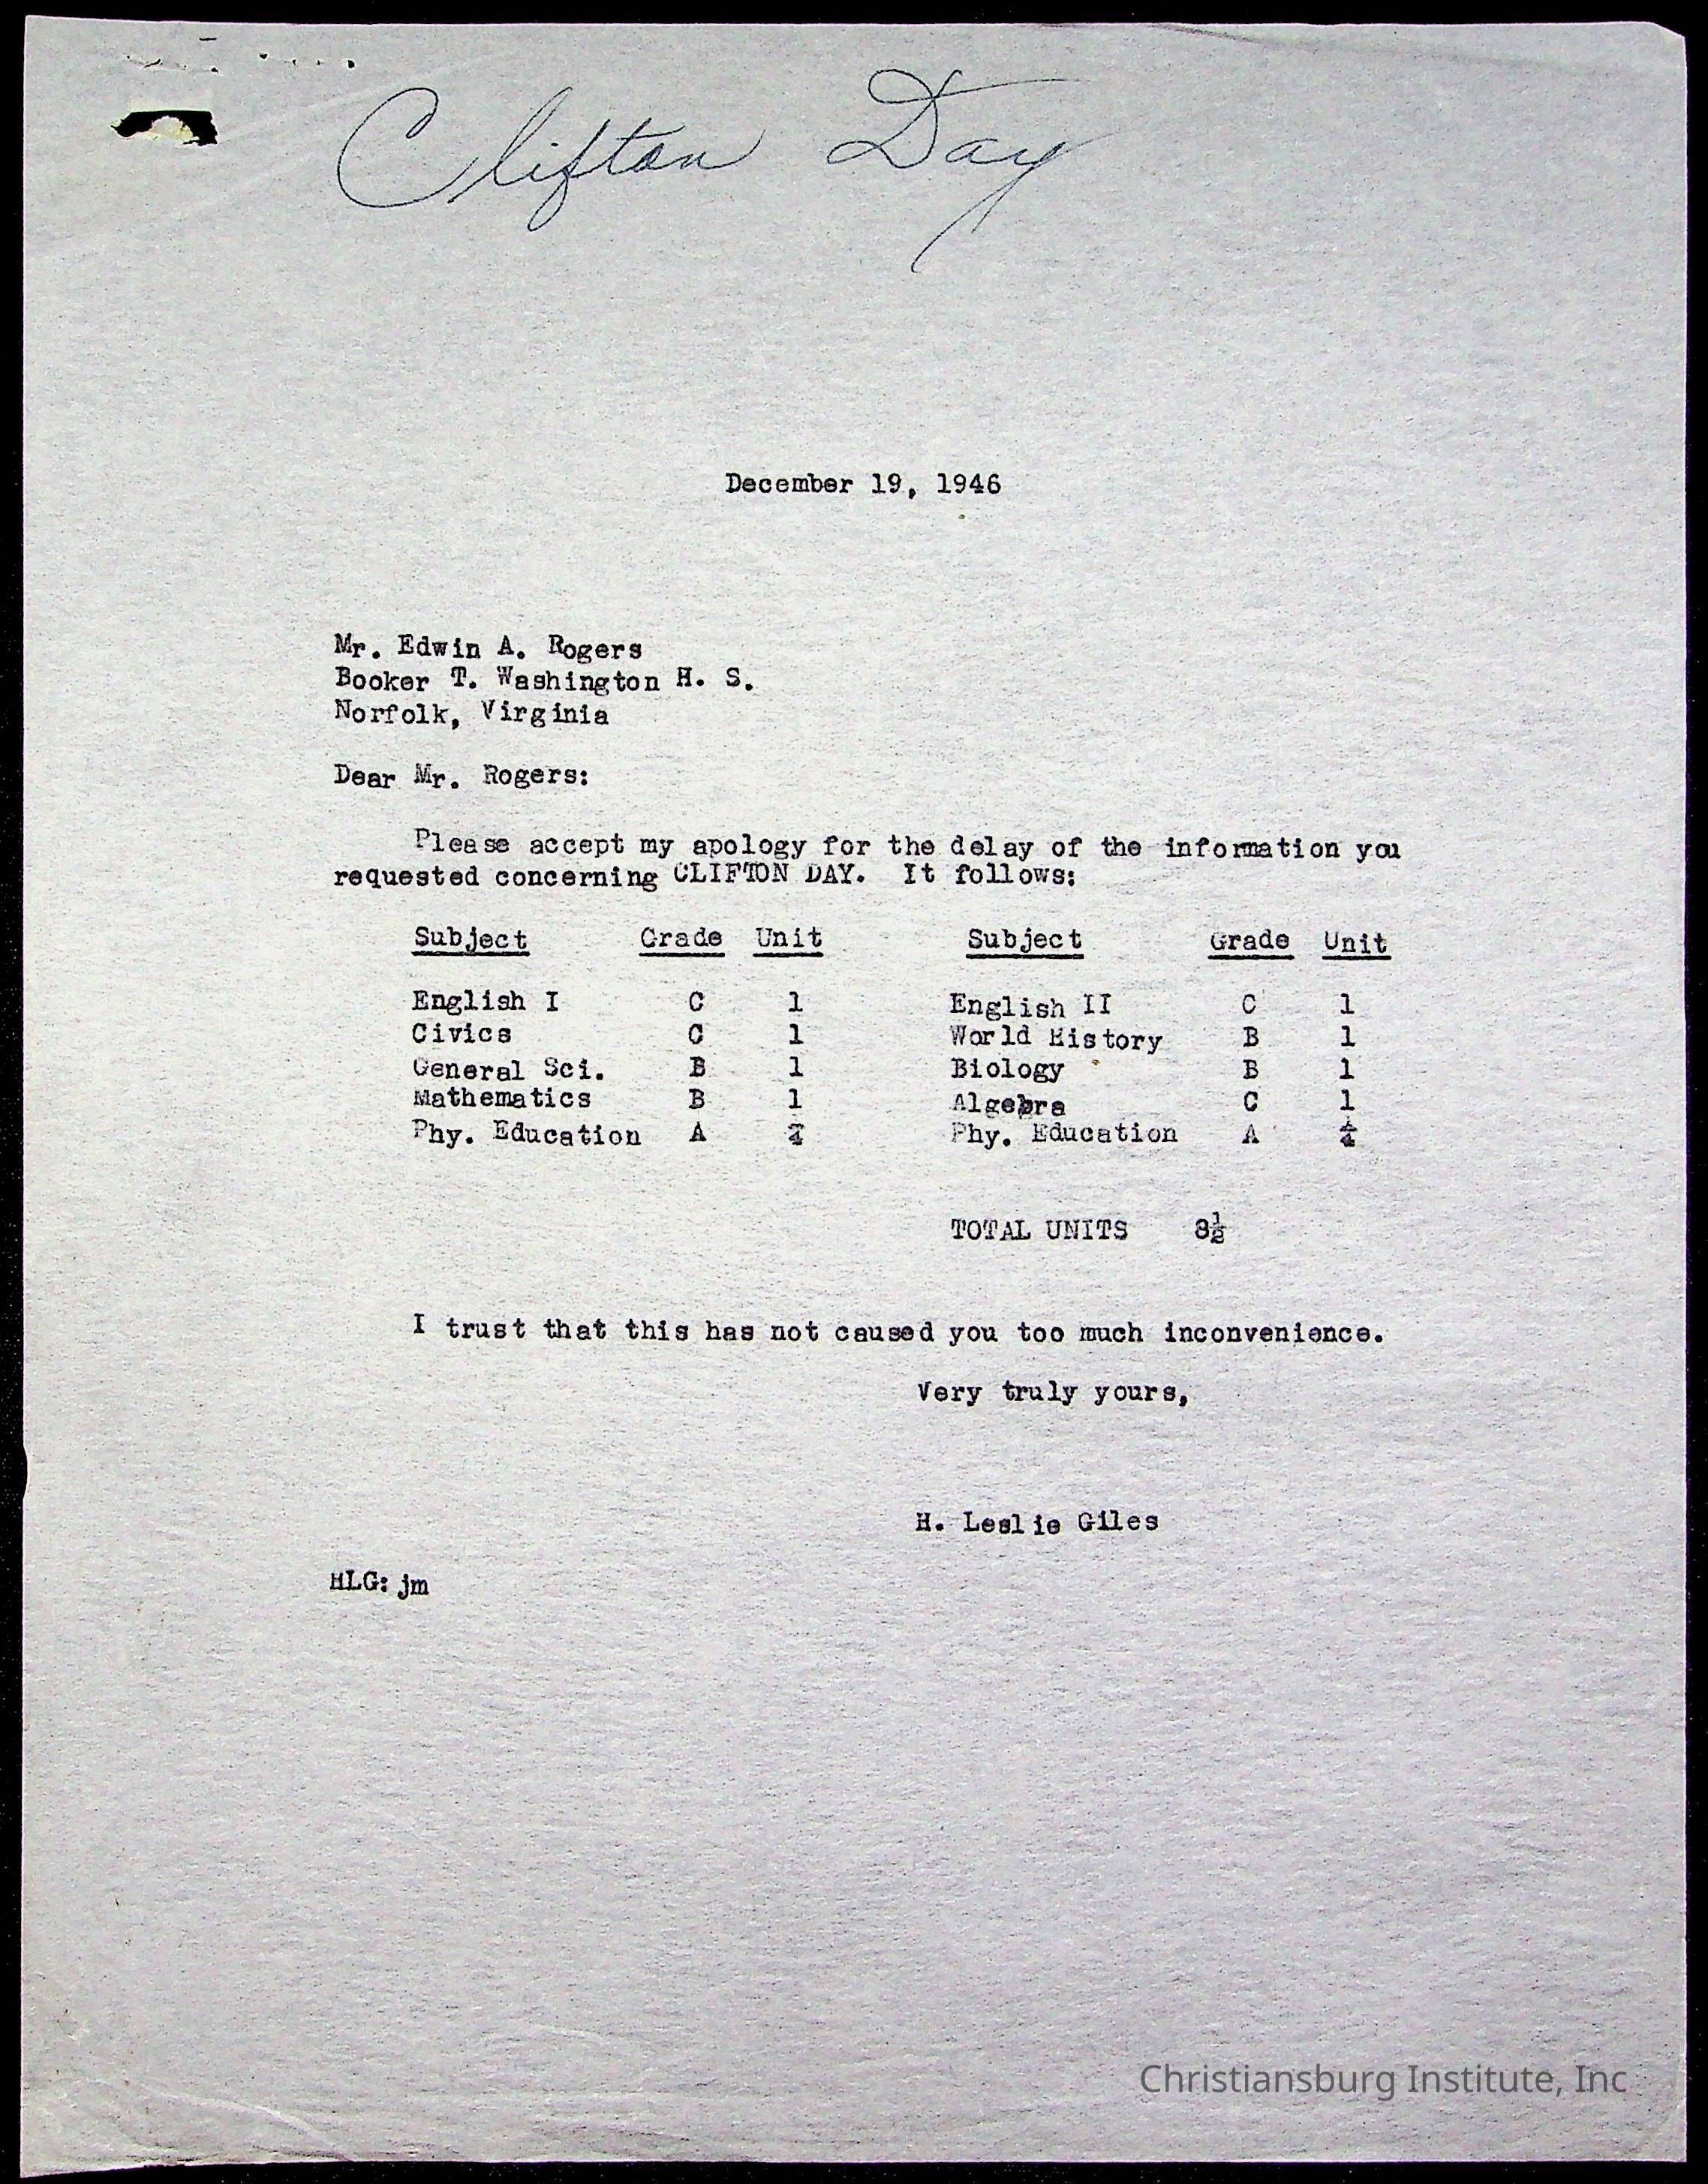 Clifton Day
December 19, 1946
Mr. Edwin A. Rogers
Booker T. Washington H. S.
Norfolk, Virginia
Dear Mr. Rogers:
Please accept my apology for the delay of the information you
requested concerning CLIFTON DAY. It follows:
Subject Grade Unit Subject Grade Unit
English I C 1 English II C 1
Civics C 1 World History B 1
General Sci. B 1 Biology B 1
Mathematics B 1 Algebra C 1
Phy. Education A ¼ Phy. Education A ¼
TOTAL UNITS 8½
I trust that this has not caused you too much inconvenience.
Very truly yours,
H. Leslie Giles
HLG: jm
Christiansburg Institute, Inc